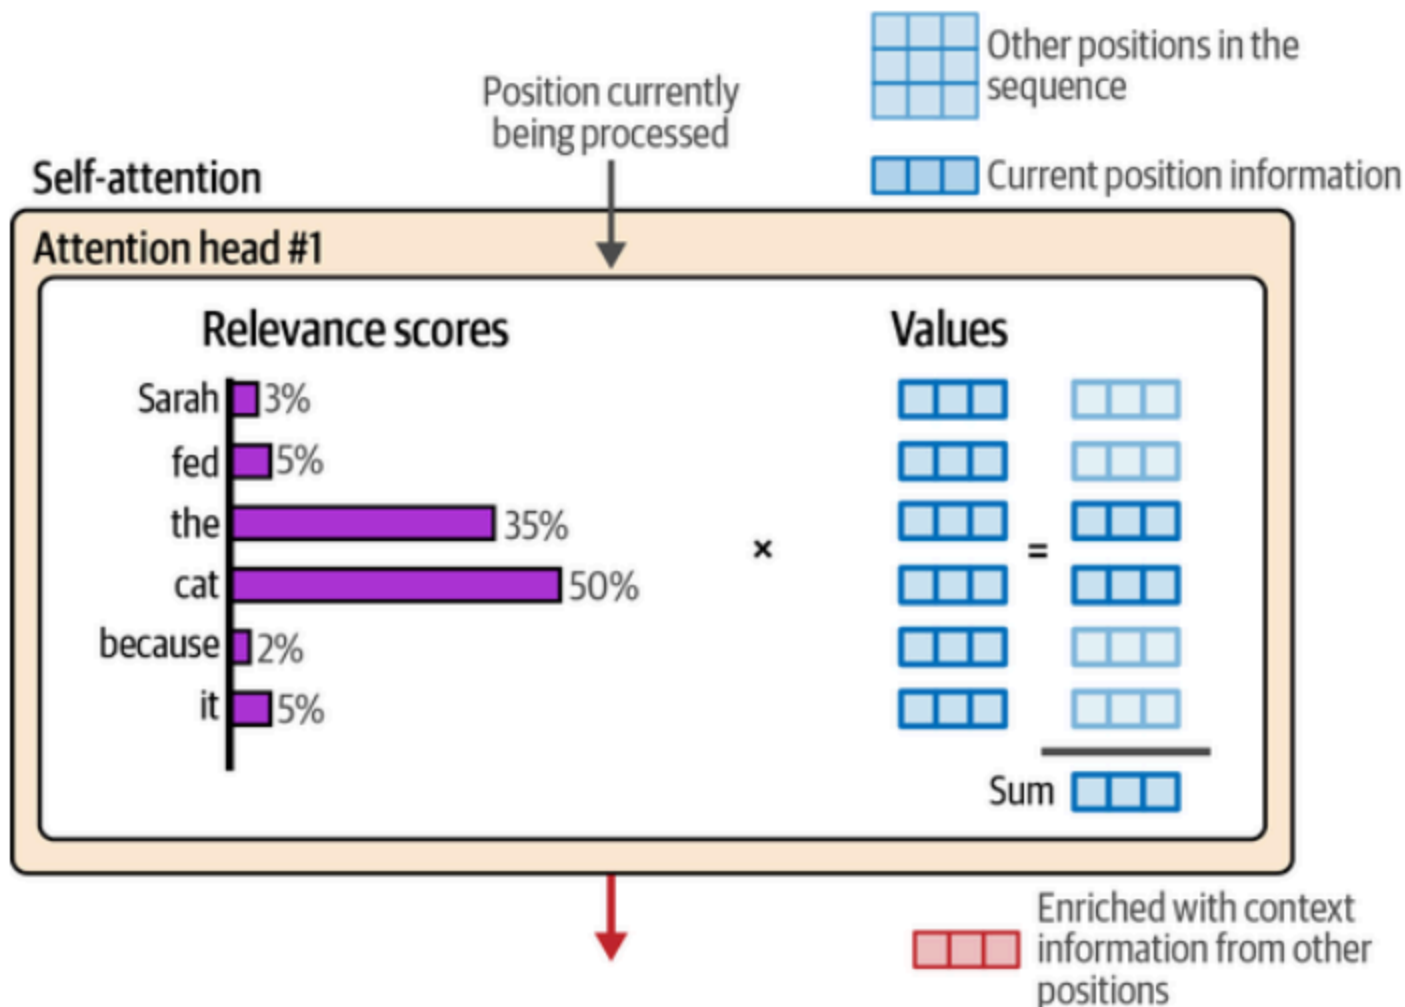 Other positions in the
sequence
Position currently
being processed
Current position information
Self-attention
Attention head #1
Relevance scores
Values
Sarah 3%
fed 5%
the 35%
cat 50%
because 2%
it 5%
× =
Sum
Enriched with context
information from other
positions